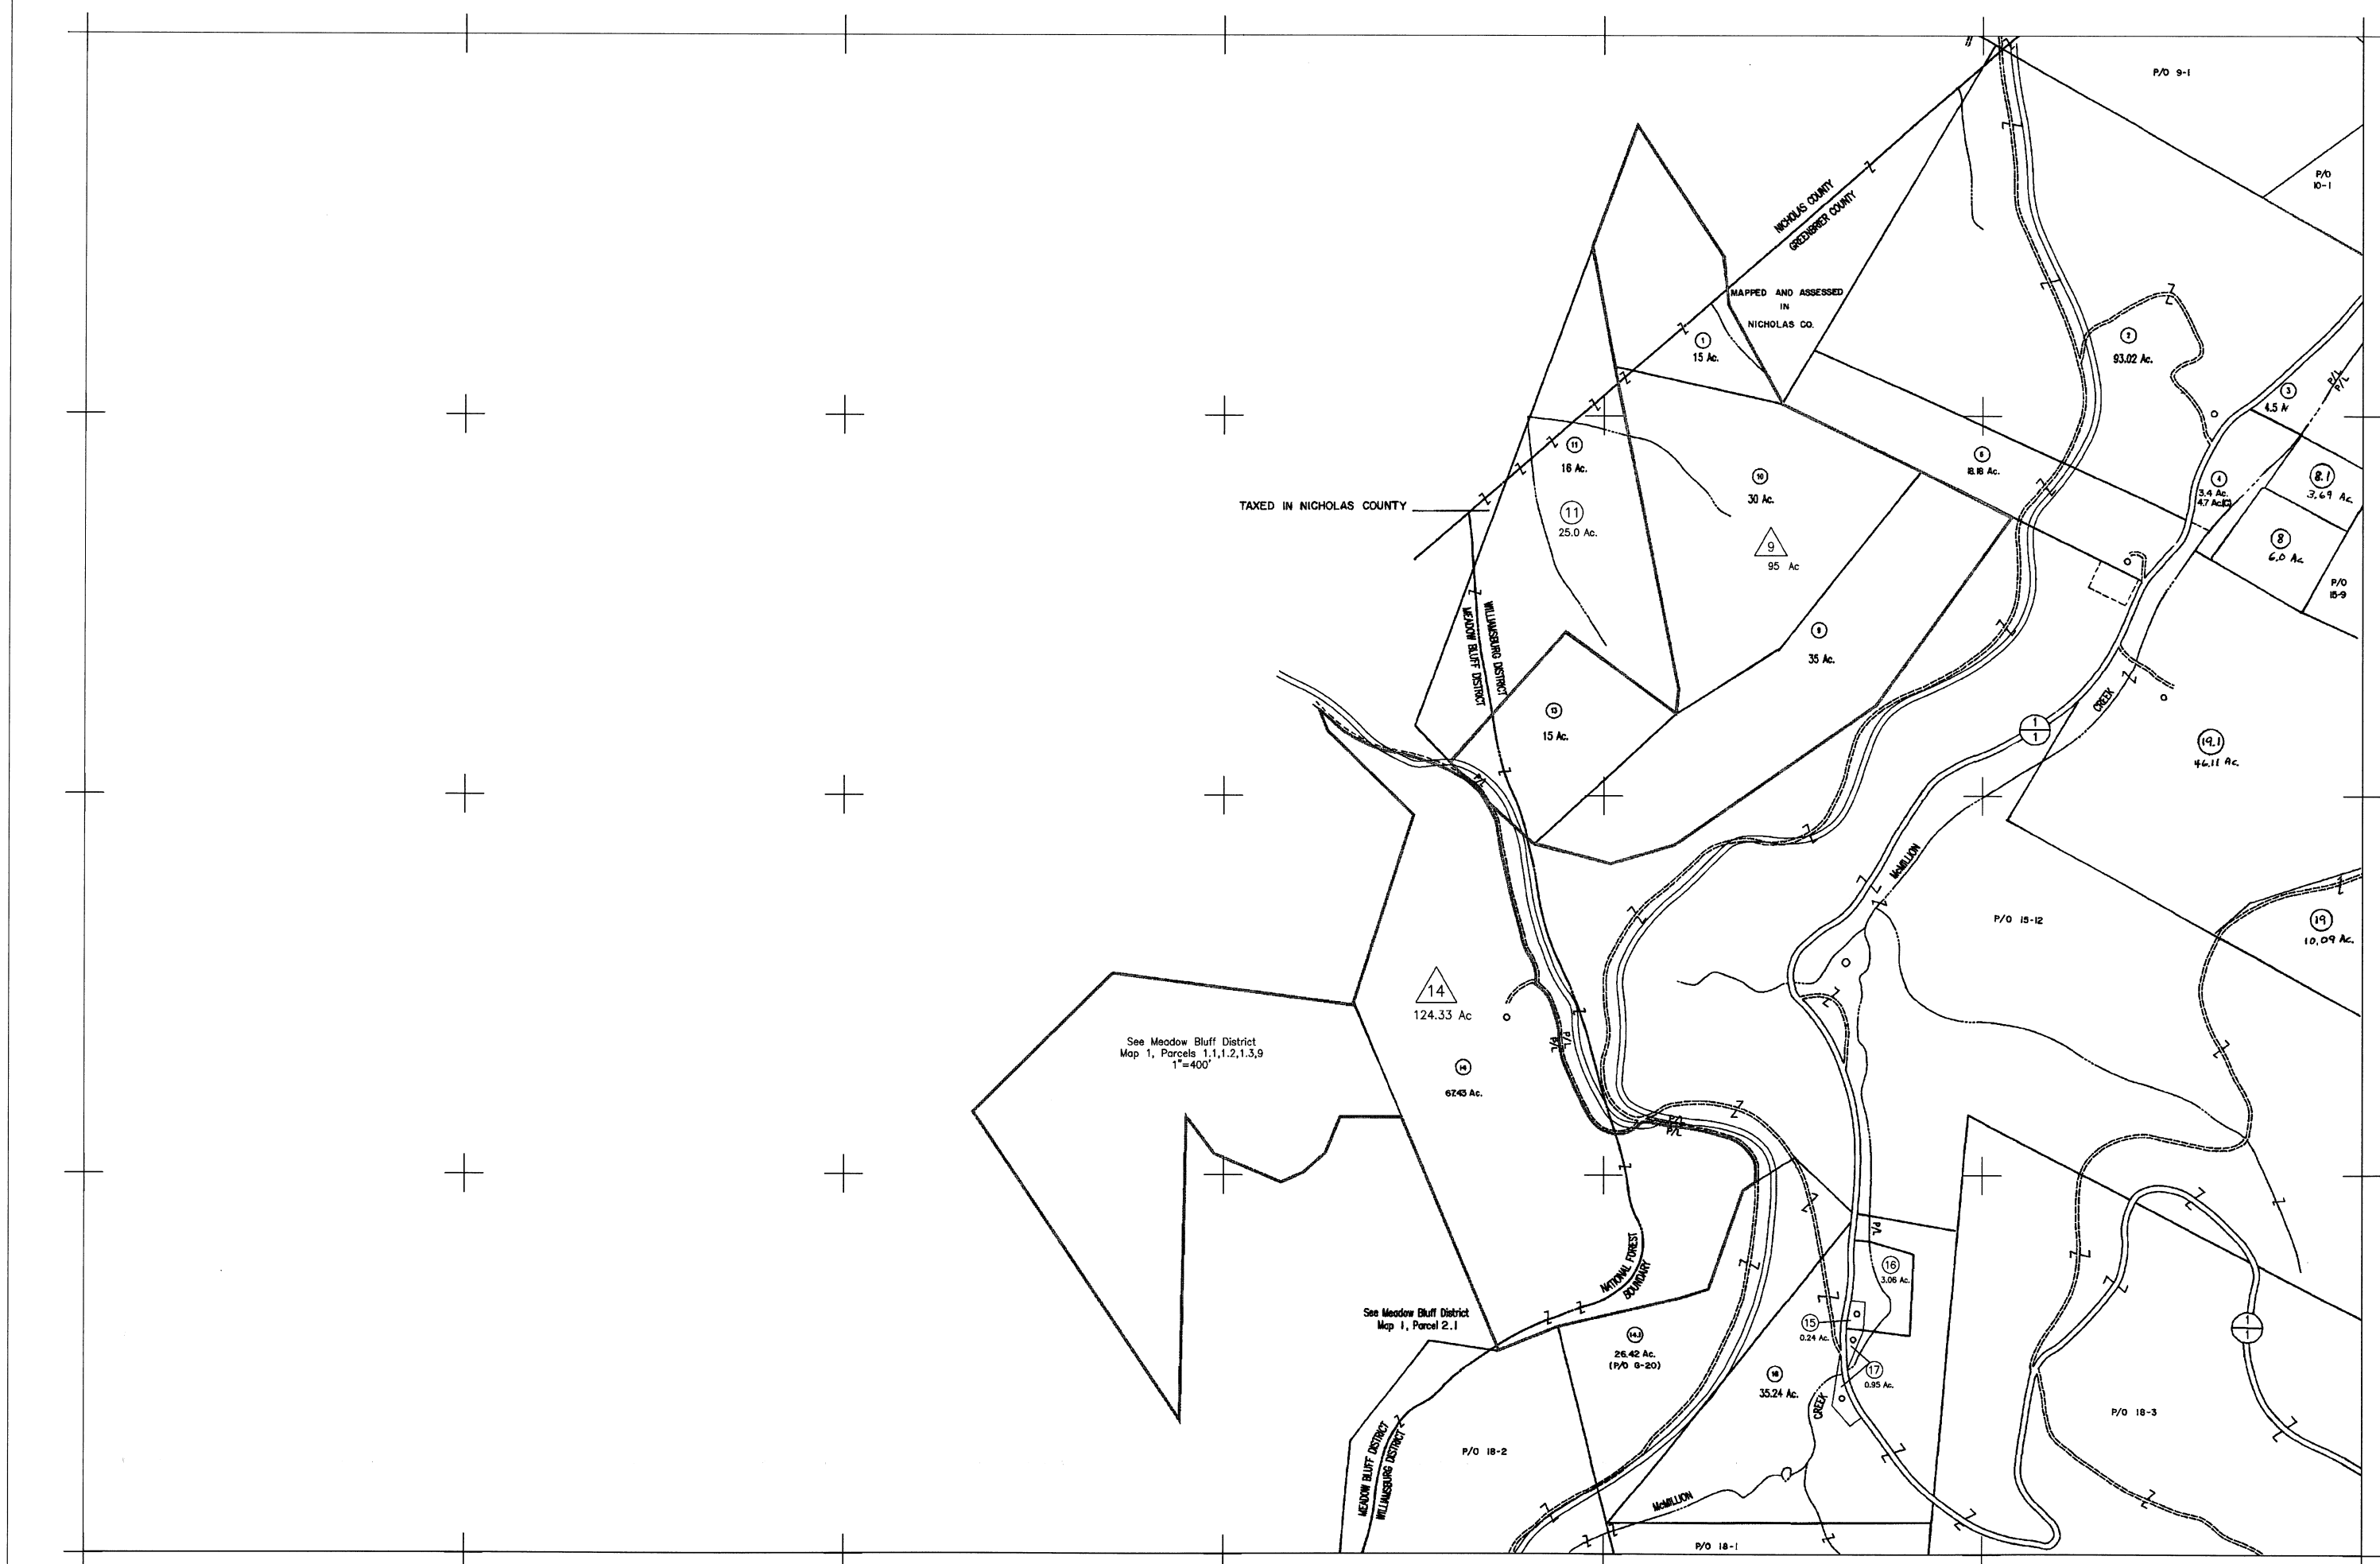 P/O 9-1
P/O
10-1
NICHOLAS COUNTY
GREENBRIER COUNTY
MAPPED AND ASSESSED
IN
NICHOLAS CO.
1
15 Ac.
2
93.02 Ac.
3
4.5 A
P/L
P/L
11
16 Ac.
10
30 Ac.
18.18 Ac.
4
3.4 Ac.
4.7 Ac(C)
8.1
3.69 Ac.
TAXED IN NICHOLAS COUNTY
11
25.0 Ac.
9
95 Ac
8
6.0 Ac
P/O
15-9
WILLIAMSBURG DISTRICT
MEADOW BLUFF DISTRICT
9
35 Ac.
13
15 Ac.
CREEK
1
1
19.1
46.11 Ac.
P/L
McMILLION
P/O 15-12
19
10.09 Ac.
14
124.33 Ac
See Meadow Bluff District
Map 1, Parcels 1.1,1.2,1.3,9
1"=400'
P/L
P/L
14
67.43 Ac.
P/L
P/L
P/L
NATIONAL FOREST
BOUNDARY
16
3.06 Ac.
See Meadow Bluff District
Map 1, Parcel 2.1
15
0.24 Ac.
14.1
26.42 Ac.
(P/O G-20)
1
1
17
0.95 Ac.
18
35.24 Ac.
CREEK
P/O 18-3
MEADOW BLUFF DISTRICT
WILLIAMSBURG DISTRICT
P/O 18-2
McMILLION
P/O 18-1